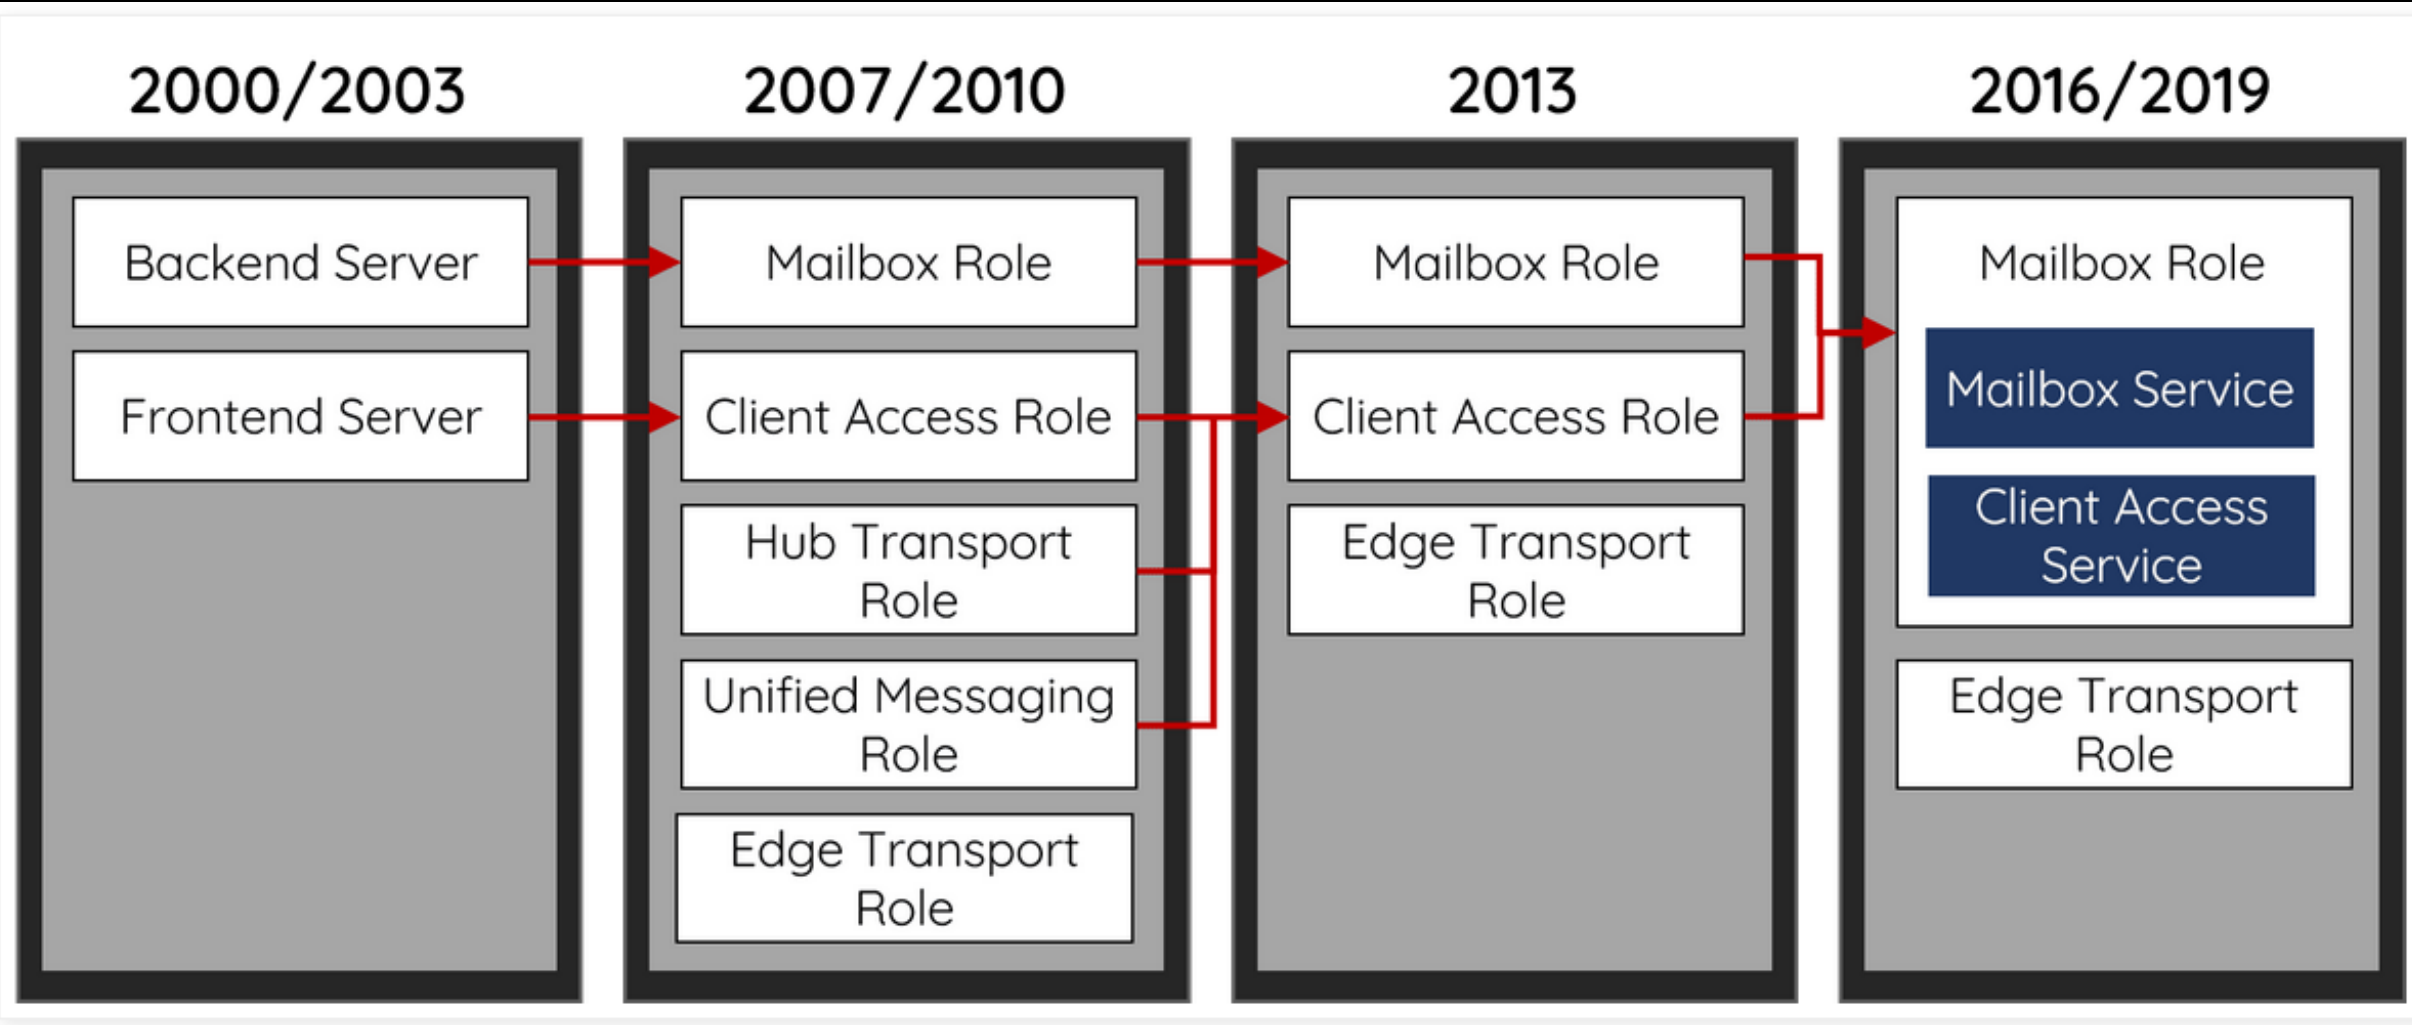 2000/2003
Backend Server
Frontend Server
2007/2010
Mailbox Role
Client Access Role
Hub Transport
Role
Unified Messaging
Role
Edge Transport
Role
2013
Mailbox Role
Client Access Role
Edge Transport
Role
2016/2019
Mailbox Role
Mailbox Service
Client Access
Service
Edge Transport
Role